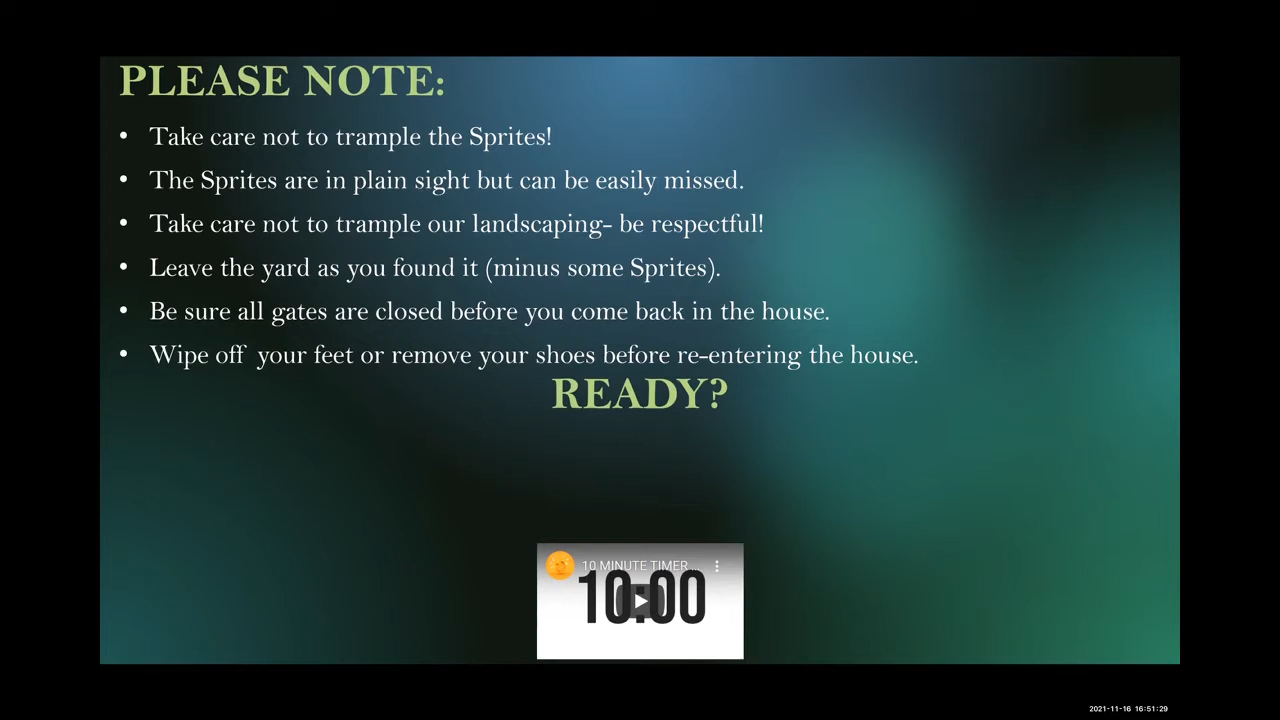 PLEASE NOTE:
• Take care not to trample the Sprites!
• The Sprites are in plain sight but can be easily missed.
• Take care not to trample our landscaping- be respectful!
• Leave the yard as you found it (minus some Sprites).
• Be sure all gates are closed before you come back in the house.
• Wipe off your feet or remove your shoes before re-entering the house.
READY?
10 MINUTE TIMER...
10:00
2021-11-16 16:51:29